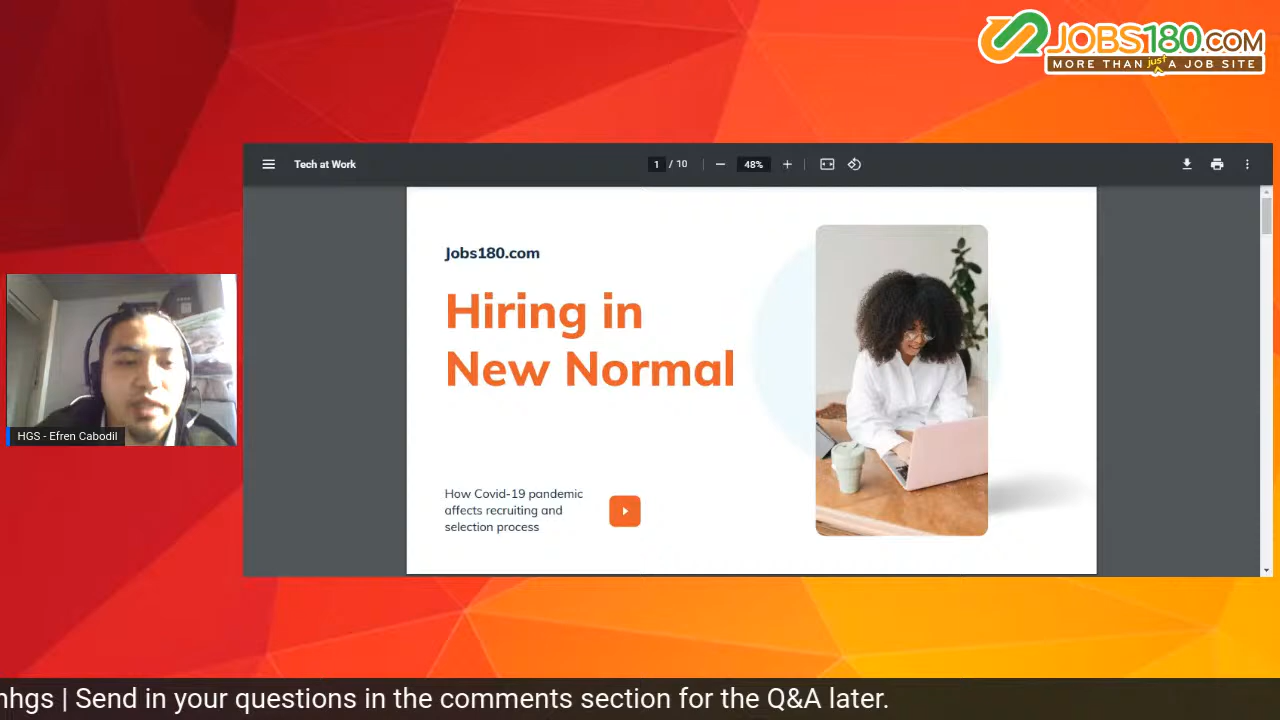 JOBS180.COM
MORE THAN just A JOB SITE
Tech at Work
1 / 10
48%
Jobs180.com
Hiring in
New Normal
How Covid-19 pandemic
affects recruiting and
selection process
HGS - Efren Cabodil
nhgs | Send in your questions in the comments section for the Q&A later.